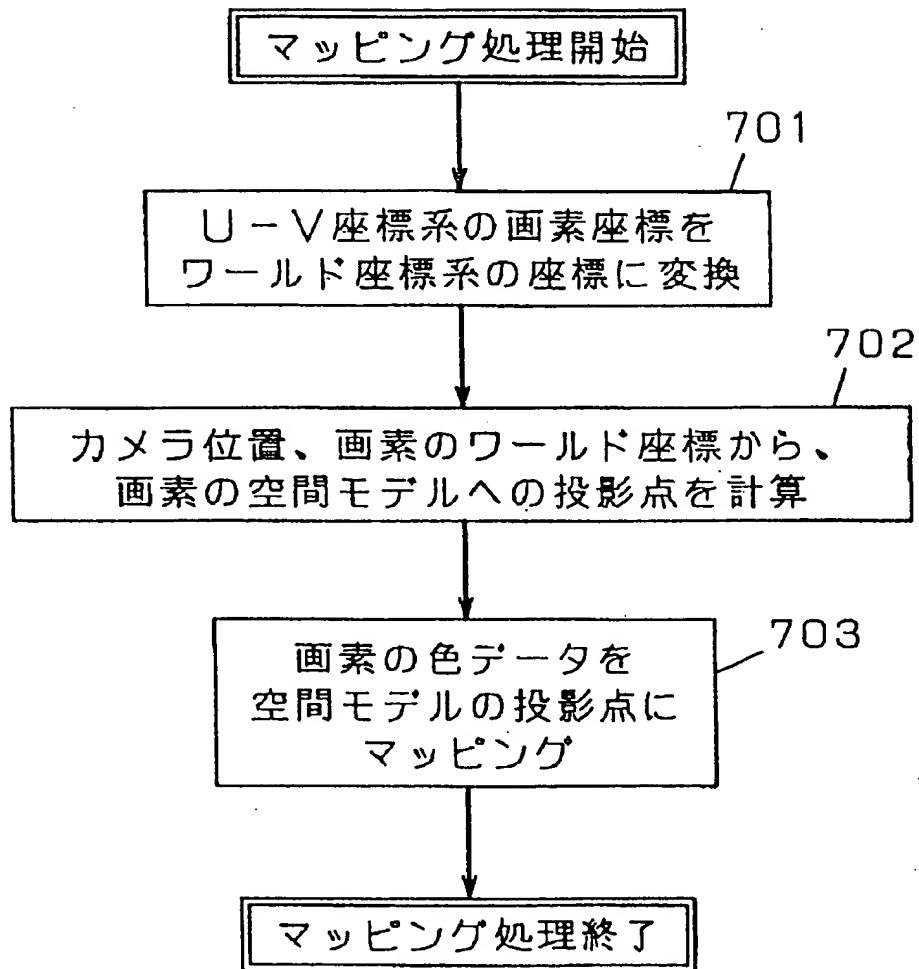 マッピング処理開始
701
U-V座標系の画素座標を
ワールド座標系の座標に変換
702
カメラ位置、画素のワールド座標から、
画素の空間モデルへの投影点を計算
703
画素の色データを
空間モデルの投影点に
マッピング
マッピング処理終了